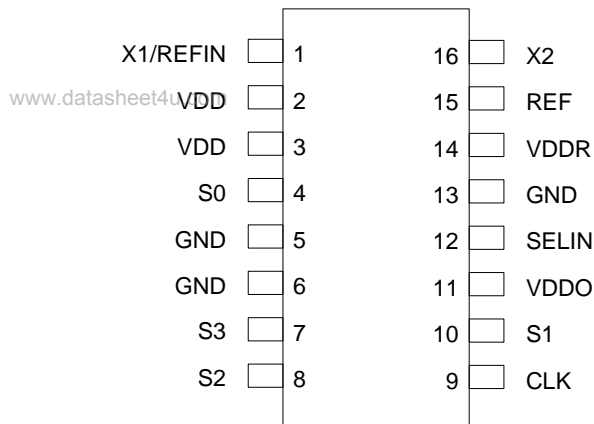 X1/REFIN 1 16 X2
www.datasheet4u.com
VDD 2 15 REF
VDD 3 14 VDDR
S0 4 13 GND
GND 5 12 SELIN
GND 6 11 VDDO
S3 7 10 S1
S2 8 9 CLK